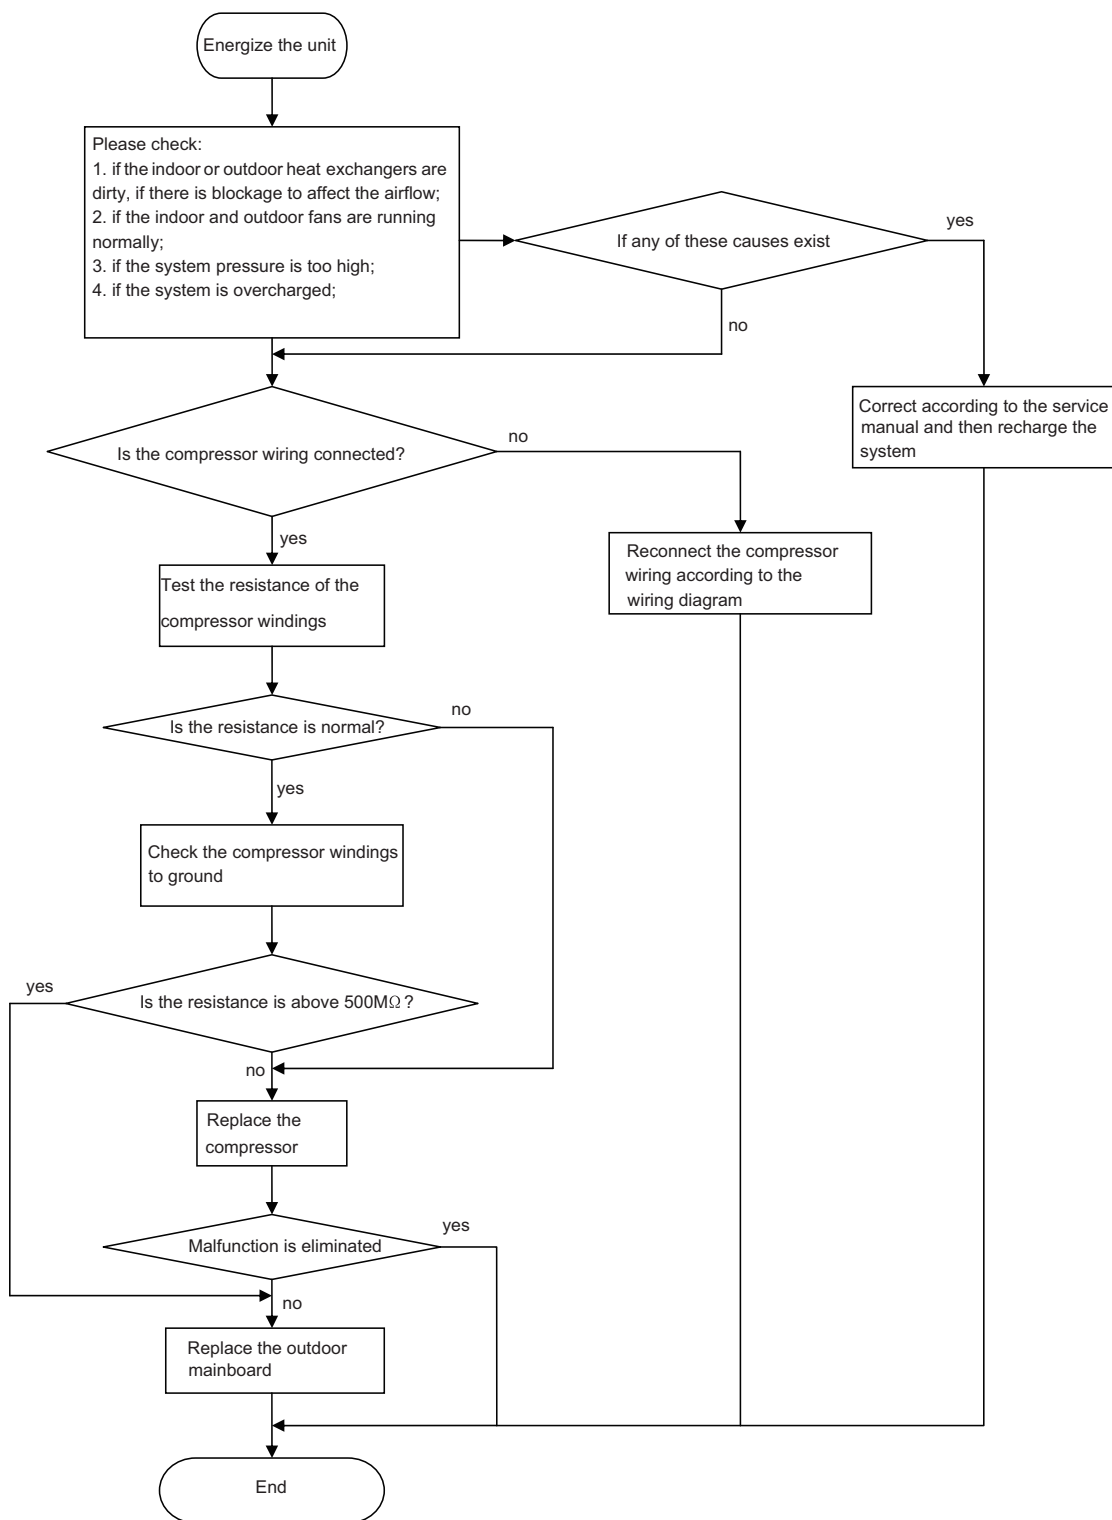 Energize the unit
Please check:
1. if the indoor or outdoor heat exchangers are
dirty, if there is blockage to affect the airflow;
2. if the indoor and outdoor fans are running
normally;
3. if the system pressure is too high;
4. if the system is overcharged;
If any of these causes exist
yes
no
Correct according to the service
manual and then recharge the
system
Is the compressor wiring connected?
no
yes
Reconnect the compressor
wiring according to the
wiring diagram
Test the resistance of the
compressor windings
Is the resistance is normal?
no
yes
Check the compressor windings
to ground
yes
Is the resistance is above 500MΩ ?
no
Replace the
compressor
Malfunction is eliminated
yes
no
Replace the outdoor
mainboard
End